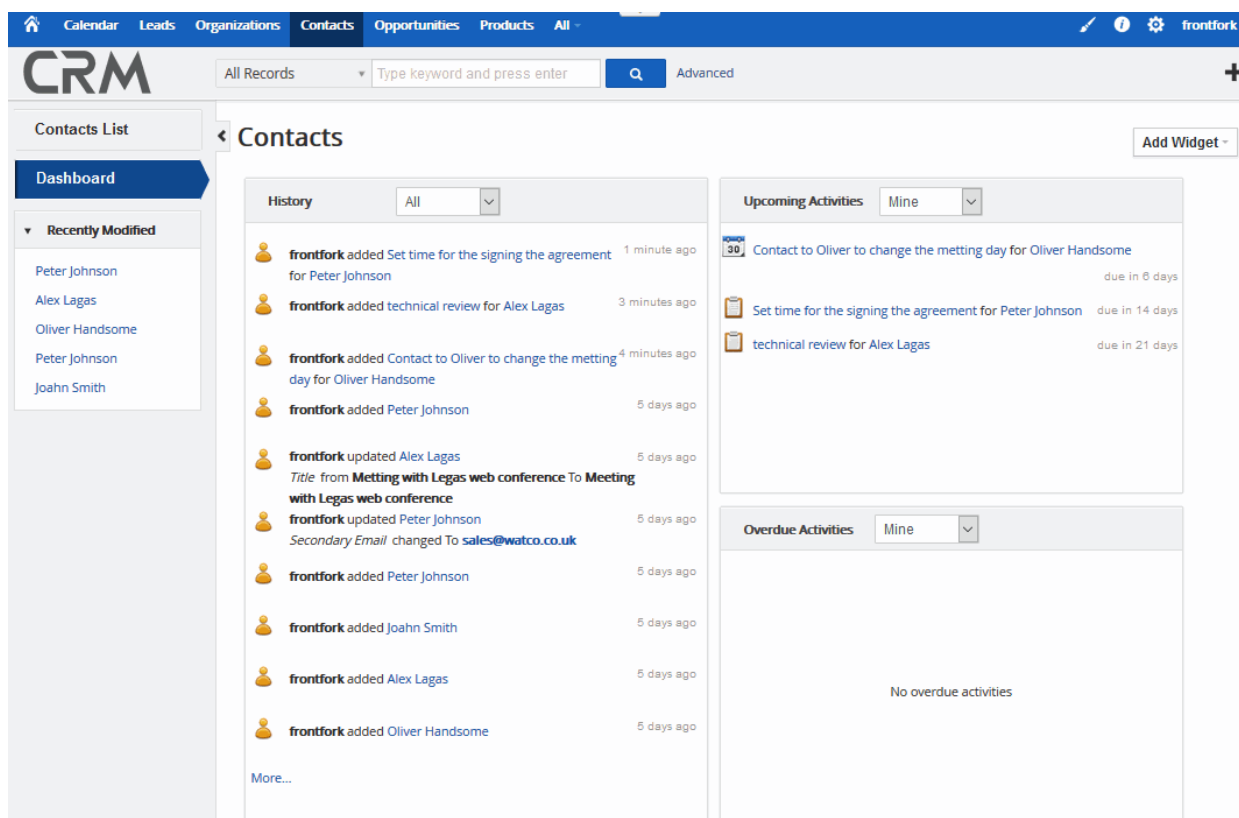 Calendar Leads Organizations Contacts Opportunities Products All frontfork
CRM All Records Type keyword and press enter Advanced
Contacts List
Dashboard
Recently Modified
Peter Johnson
Alex Lagas
Oliver Handsome
Peter Johnson
Joahn Smith
Contacts
Add Widget
History All
frontfork added Set time for the signing the agreement 1 minute ago
for Peter Johnson
frontfork added technical review for Alex Lagas 3 minutes ago
frontfork added Contact to Oliver to change the metting 4 minutes ago
day for Oliver Handsome
frontfork added Peter Johnson 5 days ago
frontfork updated Alex Lagas 5 days ago
Title from Metting with Legas web conference To Meeting
with Legas web conference
frontfork updated Peter Johnson 5 days ago
Secondary Email changed To sales@watco.co.uk
frontfork added Peter Johnson 5 days ago
frontfork added Joahn Smith 5 days ago
frontfork added Alex Lagas 5 days ago
frontfork added Oliver Handsome 5 days ago
More...
Upcoming Activities Mine
30 Contact to Oliver to change the metting day for Oliver Handsome
due in 6 days
Set time for the signing the agreement for Peter Johnson due in 14 days
technical review for Alex Lagas due in 21 days
Overdue Activities Mine
No overdue activities